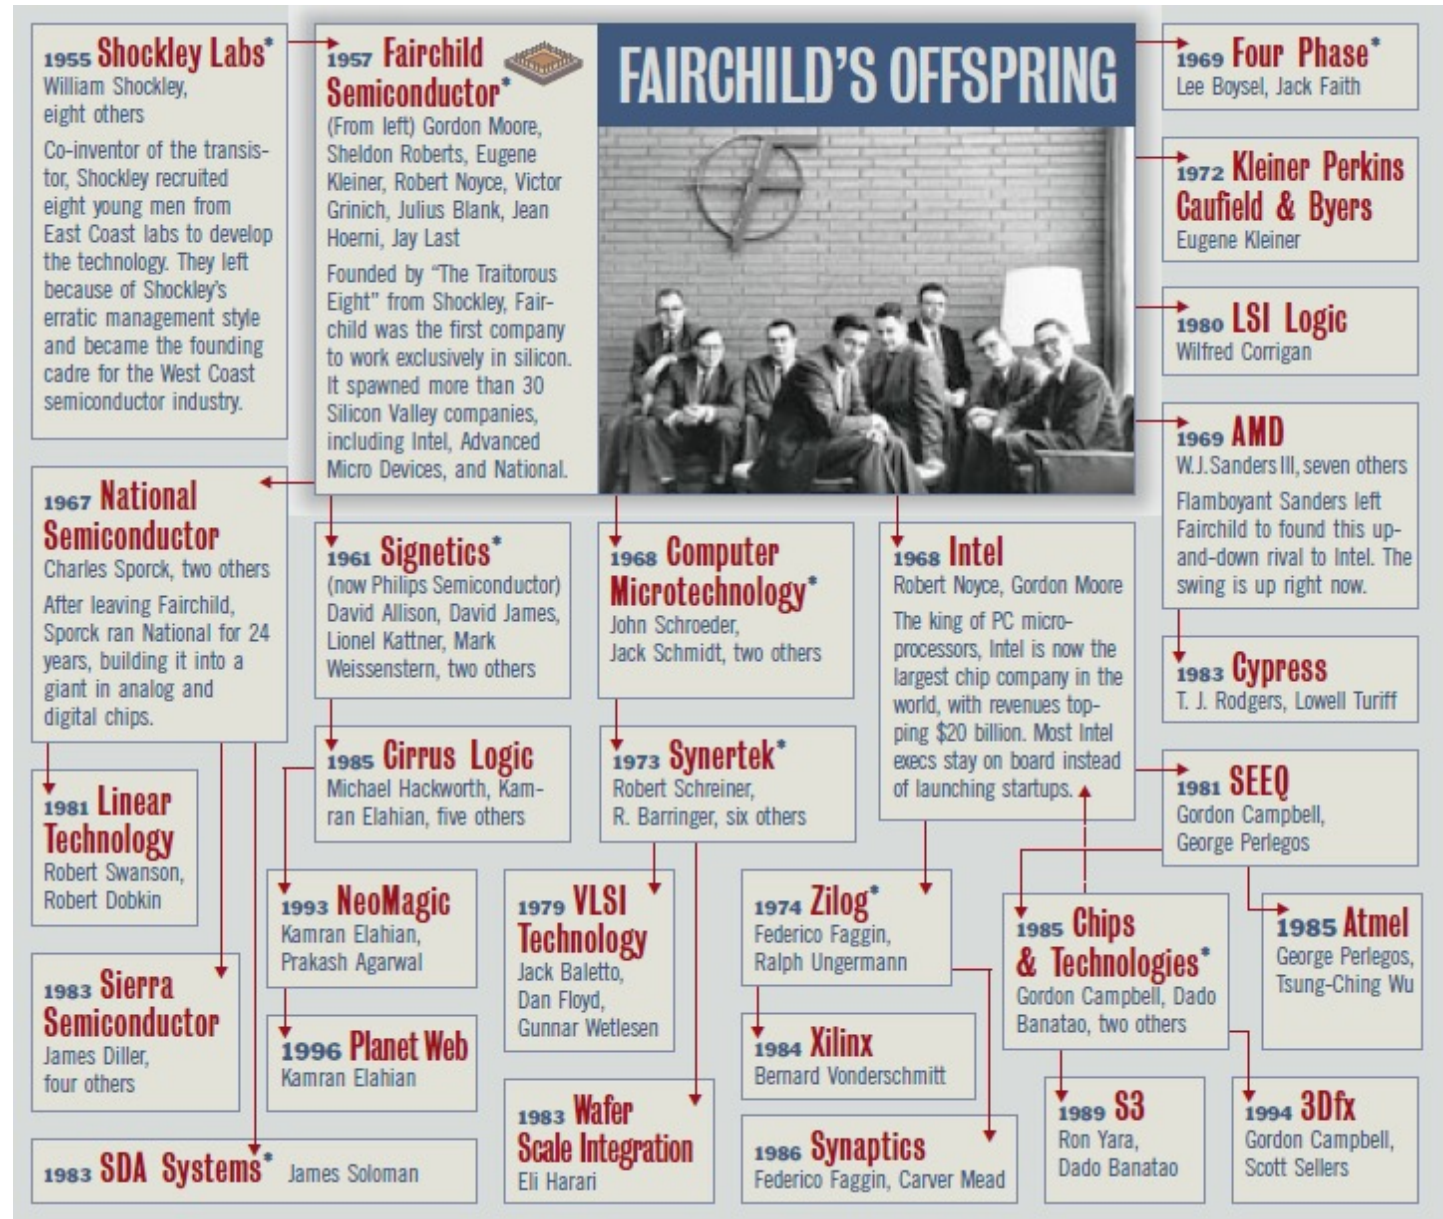 1955 Shockley Labs*
William Shockley,
eight others
Co-inventor of the transis-
tor, Shockley recruited
eight young men from
East Coast labs to develop
the technology. They left
because of Shockley's
erratic management style
and became the founding
cadre for the West Coast
semiconductor industry.
1957 Fairchild
Semiconductor*
(From left) Gordon Moore,
Sheldon Roberts, Eugene
Kleiner, Robert Noyce, Victor
Grinich, Julius Blank, Jean
Hoerni, Jay Last
Founded by “The Traitorous
Eight” from Shockley, Fair-
child was the first company
to work exclusively in silicon.
It spawned more than 30
Silicon Valley companies,
including Intel, Advanced
Micro Devices, and National.
FAIRCHILD'S OFFSPRING
1969 Four Phase*
Lee Boysel, Jack Faith
1972 Kleiner Perkins
Caufield & Byers
Eugene Kleiner
1980 LSI Logic
Wilfred Corrigan
1969 AMD
W.J. Sanders III, seven others
Flamboyant Sanders left
Fairchild to found this up-
and-down rival to Intel. The
swing is up right now.
1967 National
Semiconductor
Charles Sporck, two others
After leaving Fairchild,
Sporck ran National for 24
years, building it into a
giant in analog and
digital chips.
1961 Signetics*
(now Philips Semiconductor)
David Allison, David James,
Lionel Kattner, Mark
Weissenstern, two others
1968 Computer
Microtechnology*
John Schroeder,
Jack Schmidt, two others
1968 Intel
Robert Noyce, Gordon Moore
The king of PC micro-
processors, Intel is now the
largest chip company in the
world, with revenues top-
ping $20 billion. Most Intel
execs stay on board instead
of launching startups.
1983 Cypress
T. J. Rodgers, Lowell Turiff
1985 Cirrus Logic
Michael Hackworth, Kam-
ran Elahian, five others
1973 Synertek*
Robert Schreiner,
R. Barringer, six others
1981 SEEQ
Gordon Campbell,
George Perlegos
1981 Linear
Technology
Robert Swanson,
Robert Dobkin
1993 NeoMagic
Kamran Elahian,
Prakash Agarwal
1979 VLSI
Technology
Jack Baletto,
Dan Floyd,
Gunnar Wetlesen
1974 Zilog*
Federico Faggin,
Ralph Ungermann
1985 Chips
& Technologies*
Gordon Campbell, Dado
Banatao, two others
1985 Atmel
George Perlegos,
Tsung-Ching Wu
1983 Sierra
Semiconductor
James Diller,
four others
1996 Planet Web
Kamran Elahian
1984 Xilinx
Bernard Vonderschmitt
1983 Wafer
Scale Integration
Eli Harari
1989 S3
Ron Yara,
Dado Banatao
1994 3Dfx
Gordon Campbell,
Scott Sellers
1983 SDA Systems* James Soloman
1986 Synaptics
Federico Faggin, Carver Mead